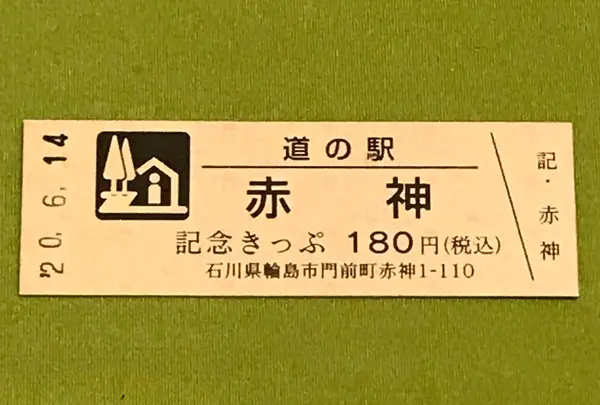 20.6.14
道の駅
赤神
記念きっぷ 180円(税込)
石川県輪島市門前町赤神1-110
記・赤神